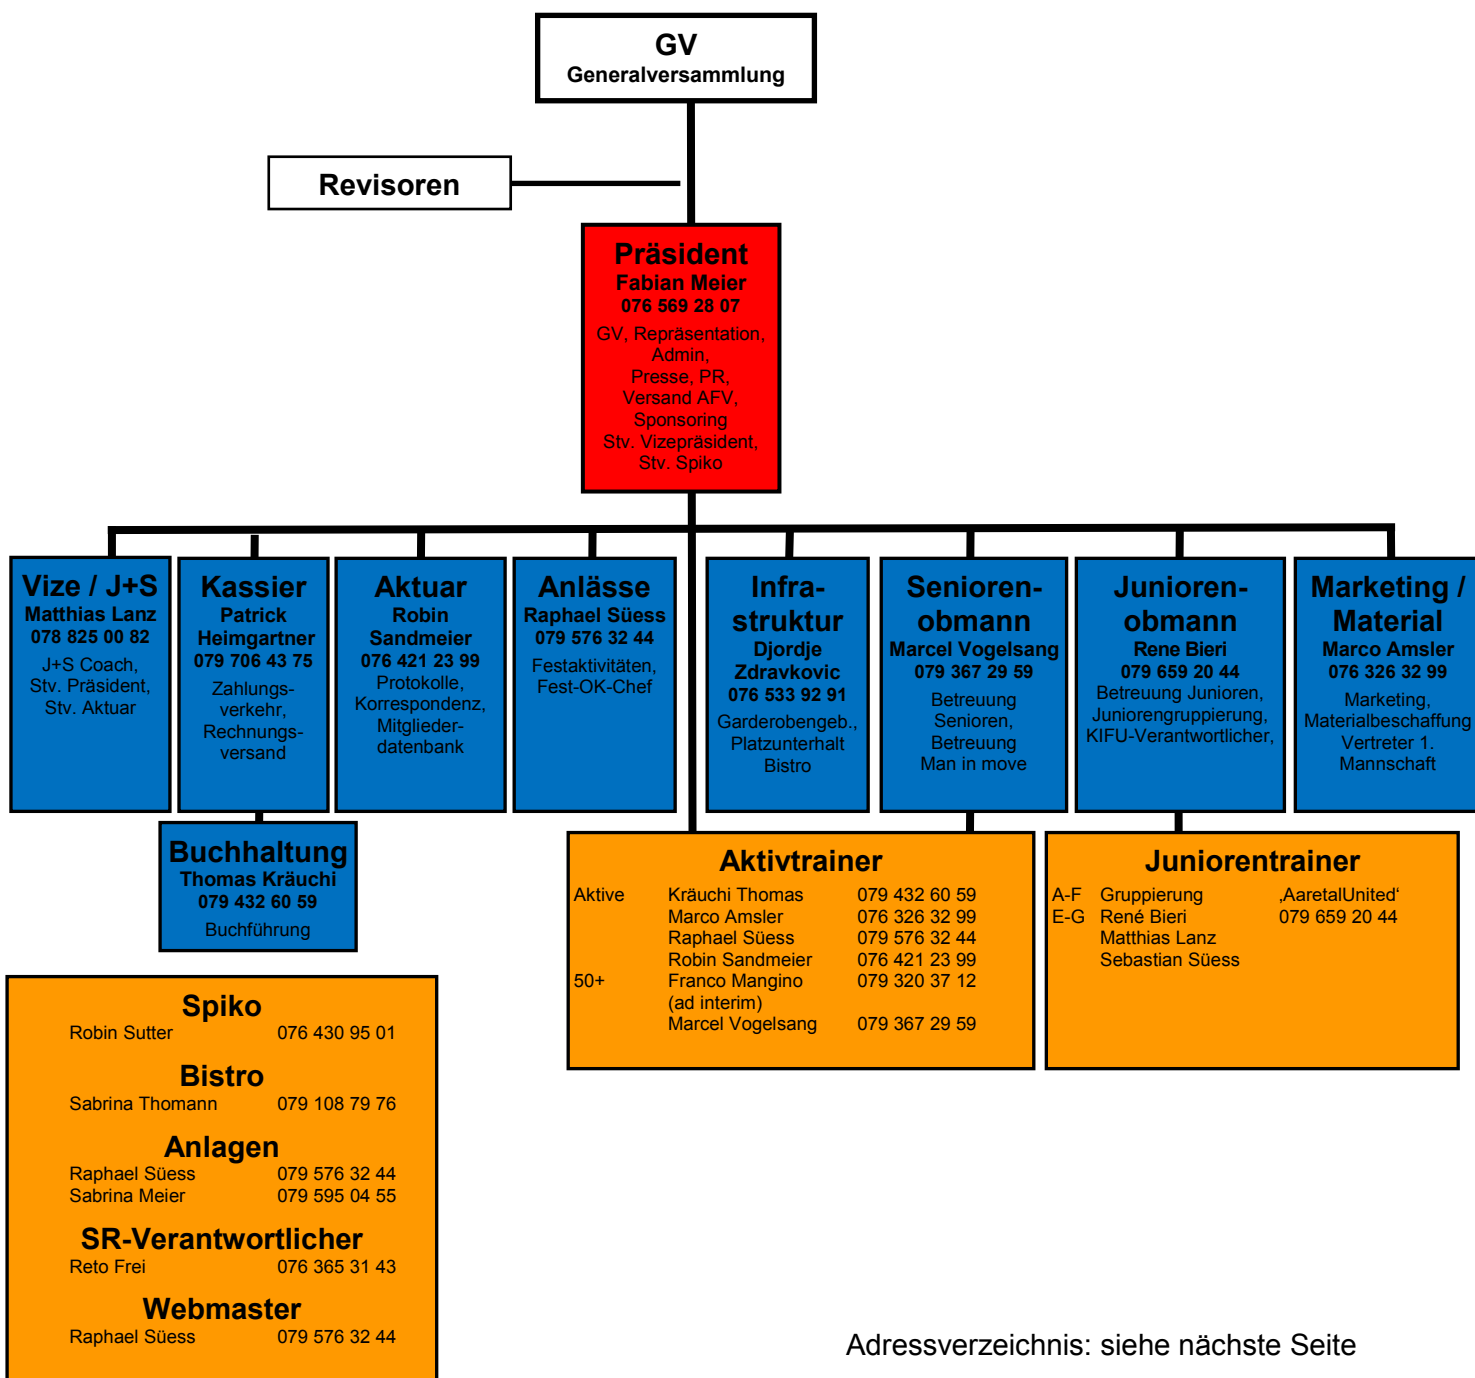 GV
Generalversammlung
Revisoren
Präsident
Fabian Meier
076 569 28 07
GV, Repräsentation,
Admin,
Presse, PR,
Versand AFV,
Sponsoring
Stv. Vizepräsident,
Stv. Spiko
Vize / J+S
Matthias Lanz
078 825 00 82
J+S Coach,
Stv. Präsident,
Stv. Aktuar
Kassier
Patrick
Heimgartner
079 706 43 75
Zahlungs-
verkehr,
Rechnungs-
versand
Aktuar
Robin
Sandmeier
076 421 23 99
Protokolle,
Korrespondenz,
Mitglieder-
datenbank
Anlässe
Raphael Süess
079 576 32 44
Festaktivitäten,
Fest-OK-Chef
Infra-
struktur
Djordje
Zdravkovic
076 533 92 91
Garderobengeb.,
Platzunterhalt
Bistro
Senioren-
obmann
Marcel Vogelsang
079 367 29 59
Betreuung
Senioren,
Betreuung
Man in move
Junioren-
obmann
Rene Bieri
079 659 20 44
Betreuung Junioren,
Juniorengruppierung,
KIFU-Verantwortlicher,
Marketing /
Material
Marco Amsler
076 326 32 99
Marketing,
Materialbeschaffung
Vertreter 1.
Mannschaft
Buchhaltung
Thomas Kräuchi
079 432 60 59
Buchführung
Aktivtrainer
Aktive Kräuchi Thomas 079 432 60 59
Marco Amsler 076 326 32 99
Raphael Süess 079 576 32 44
Robin Sandmeier 076 421 23 99
50+ Franco Mangino 079 320 37 12
(ad interim)
Marcel Vogelsang 079 367 29 59
Juniorentrainer
A-F Gruppierung ‚AaretalUnited‘
E-G René Bieri 079 659 20 44
Matthias Lanz
Sebastian Süess
Spiko
Robin Sutter 076 430 95 01
Bistro
Sabrina Thomann 079 108 79 76
Anlagen
Raphael Süess 079 576 32 44
Sabrina Meier 079 595 04 55
SR-Verantwortlicher
Reto Frei 076 365 31 43
Webmaster
Raphael Süess 079 576 32 44
Adressverzeichnis: siehe nächste Seite